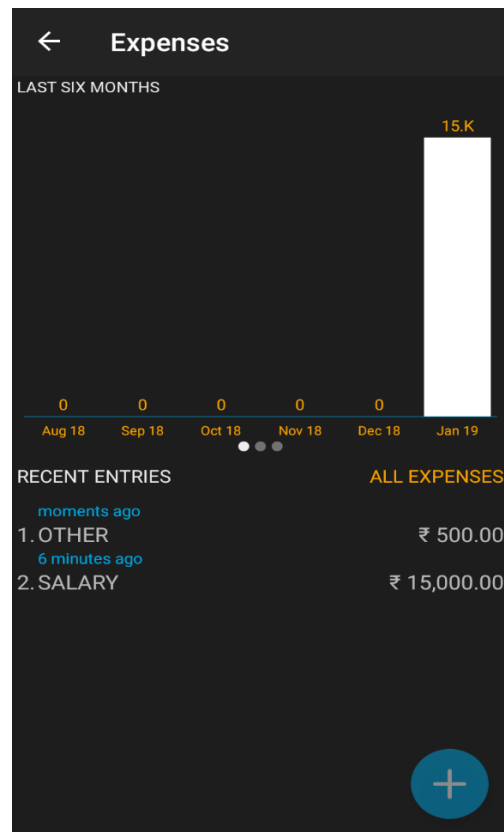 Expenses
LAST SIX MONTHS
15.K
0 0 0 0 0
Aug 18 Sep 18 Oct 18 Nov 18 Dec 18 Jan 19
RECENT ENTRIES ALL EXPENSES
moments ago
1. OTHER ₹ 500.00
6 minutes ago
2. SALARY ₹ 15,000.00